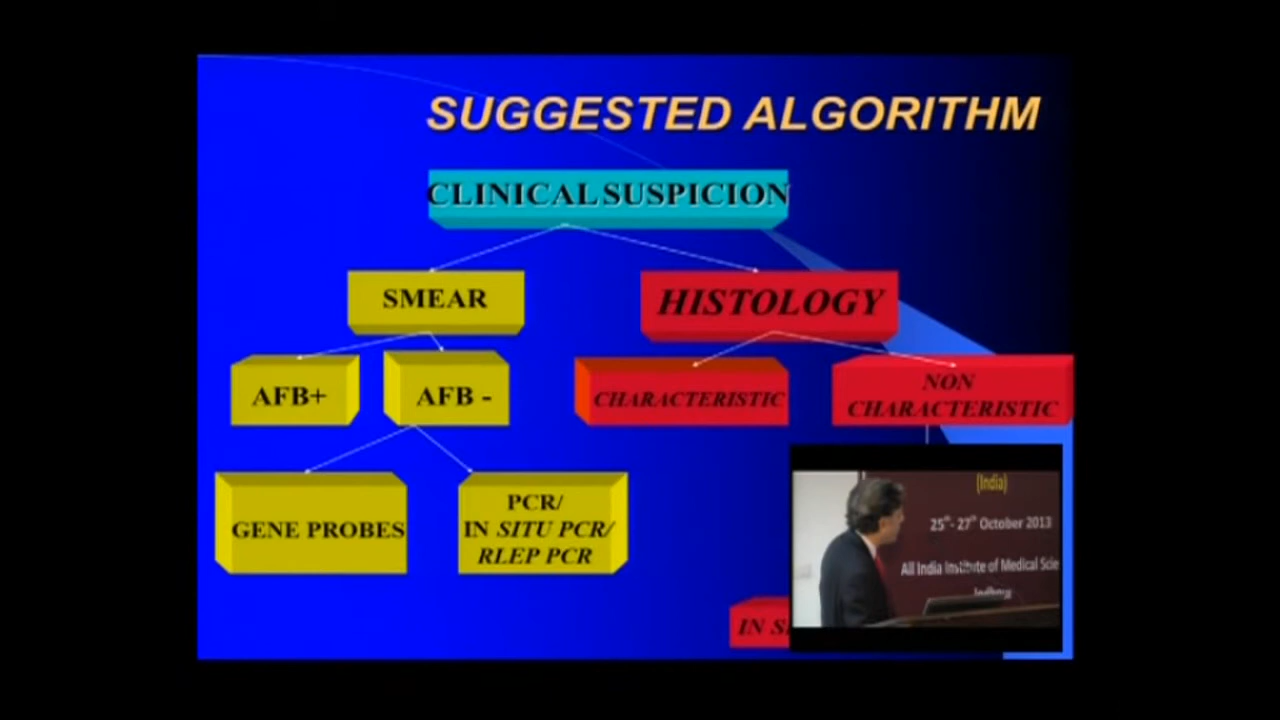 SUGGESTED ALGORITHM
CLINICAL SUSPICION
SMEAR
HISTOLOGY
AFB+
AFB -
CHARACTERISTIC
NON
CHARACTERISTIC
GENE PROBES
PCR/
IN SITU PCR/
RLEP PCR
IN
(India)
25th- 27th October 2013
All India Institute of Medical